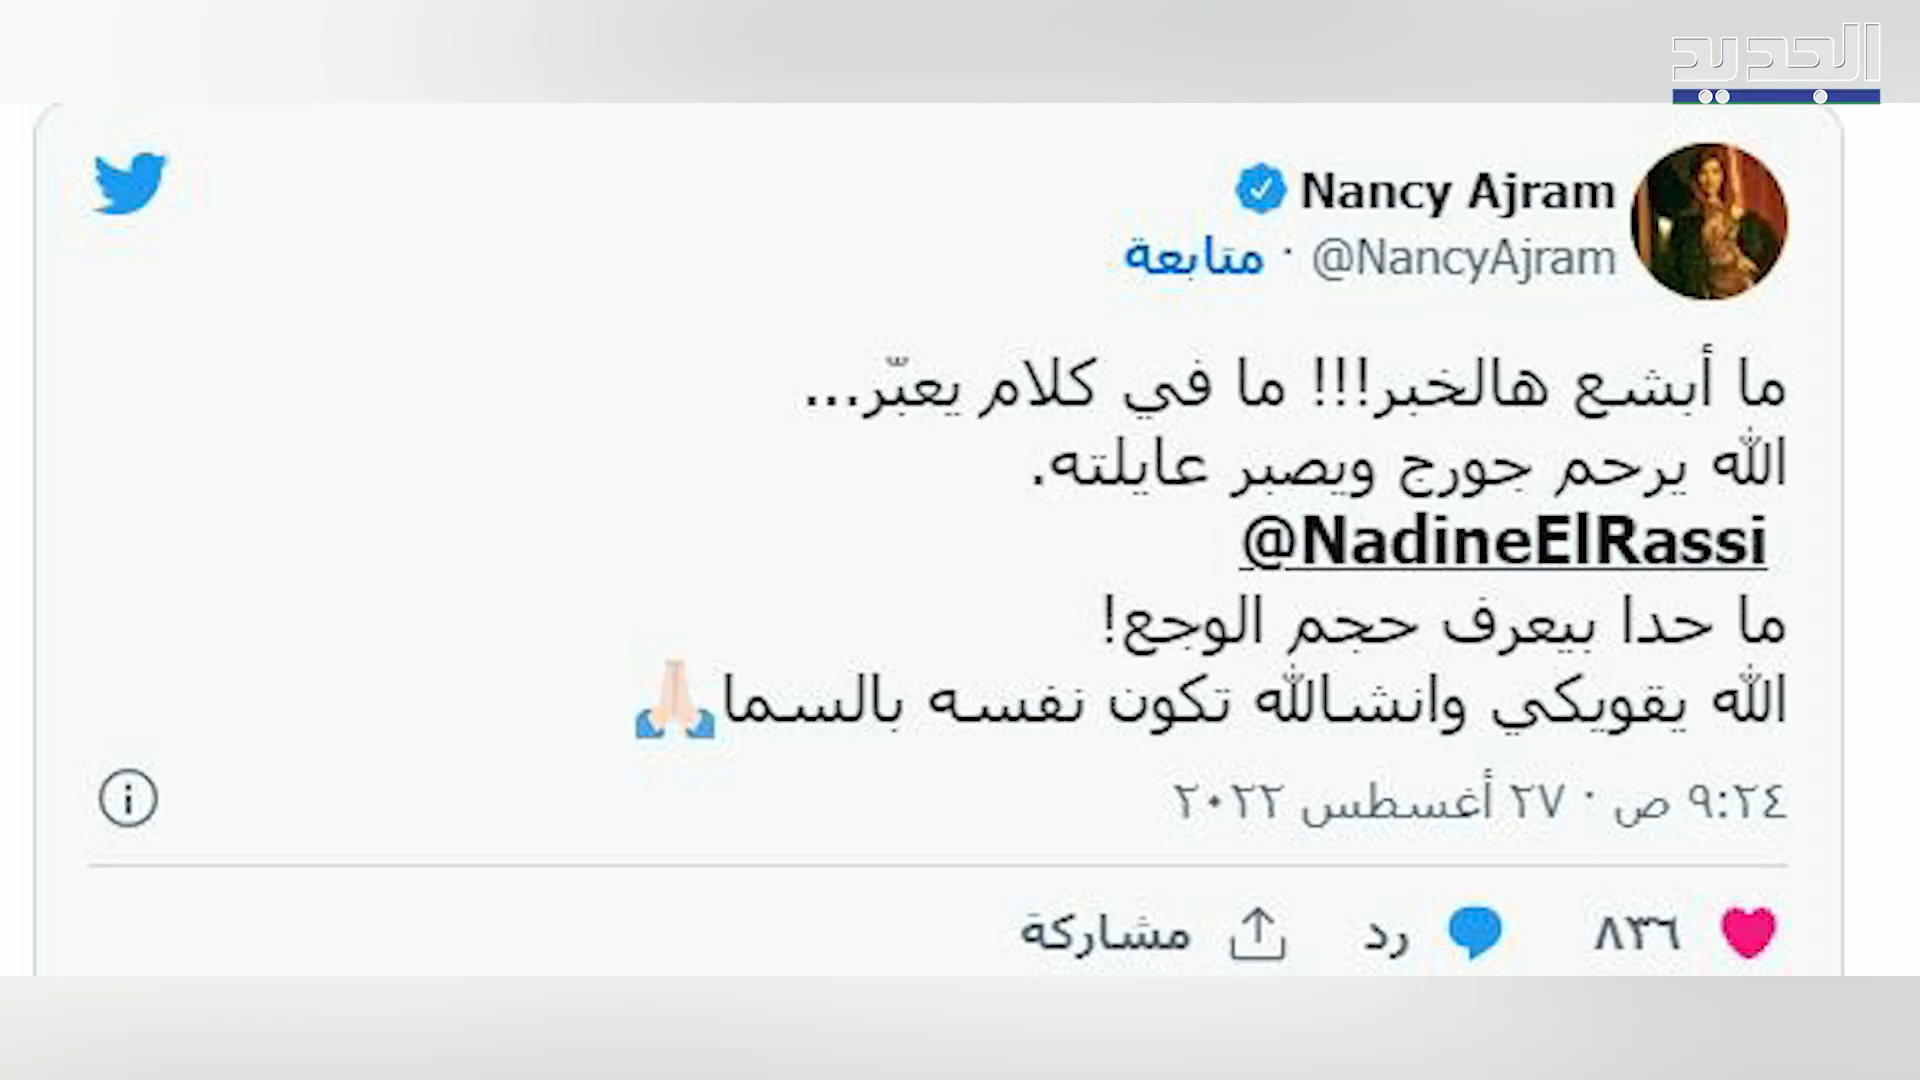 الجديد
KSA
Nancy Ajram
@NancyAjram · متابعة
ما أبشع هالخبر!!! ما في كلام يعبّر...
الله يرحم جورج ويصبر عايلته.
@NadineElRassi
ما حدا بيعرف حجم الوجع!
الله يقويكي وانشالله تكون نفسه بالسما🙏🏻
٩:٢٤ ص · ٢٧ أغسطس ٢٠٢٢
٨٣٦ رد مشاركة